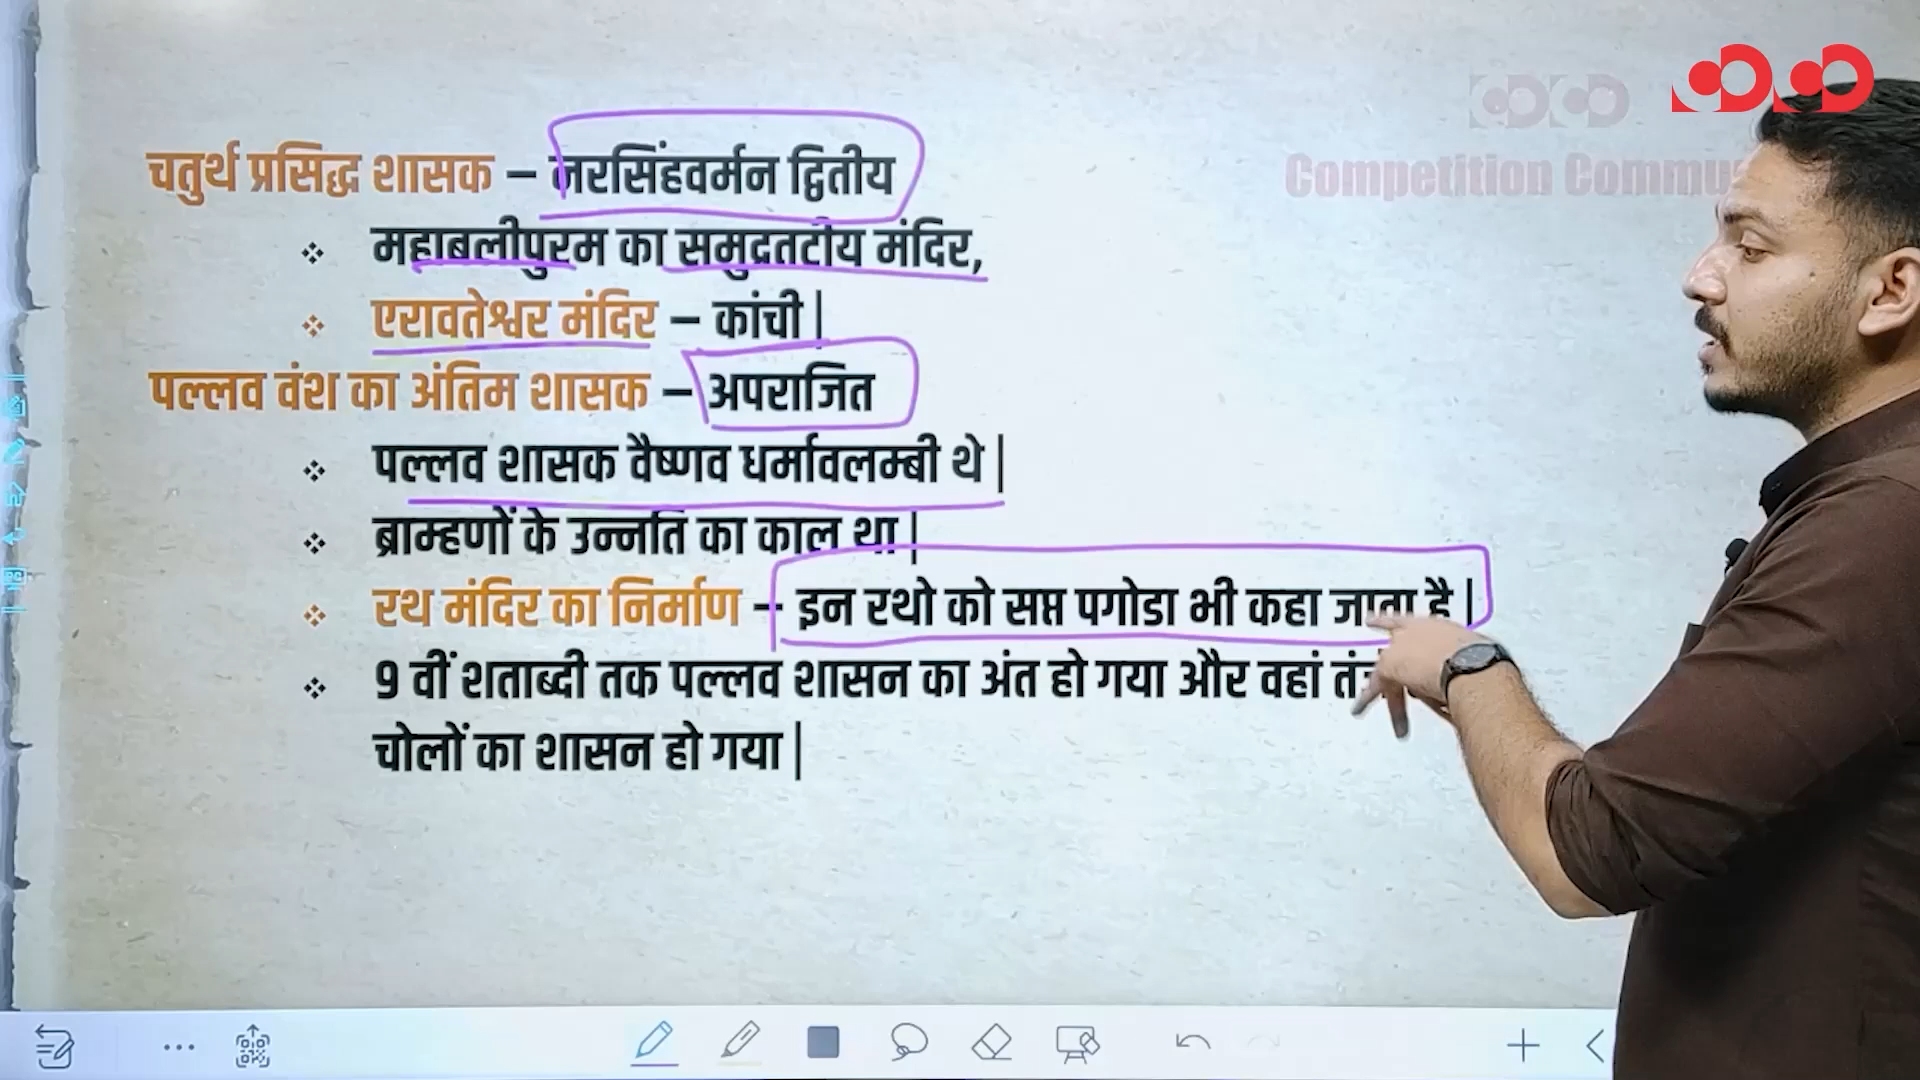 Competition
चतुर्थ प्रसिद्ध शासक – नरसिंहवर्मन द्वितीय
❖ महाबलीपुरम का समुद्रतटीय मंदिर,
❖ एरावतेश्वर मंदिर – कांची|
पल्लव वंश का अंतिम शासक – अपराजित
❖ पल्लव शासक वैष्णव धर्मावलम्बी थे|
❖ ब्राम्हणों के उन्नति का काल था|
❖ रथ मंदिर का निर्माण – इन रथो को सप्त पगोडा भी कहा जाता है|
❖ 9 वीं शताब्दी तक पल्लव शासन का अंत हो गया और वहां
चोलों का शासन हो गया|